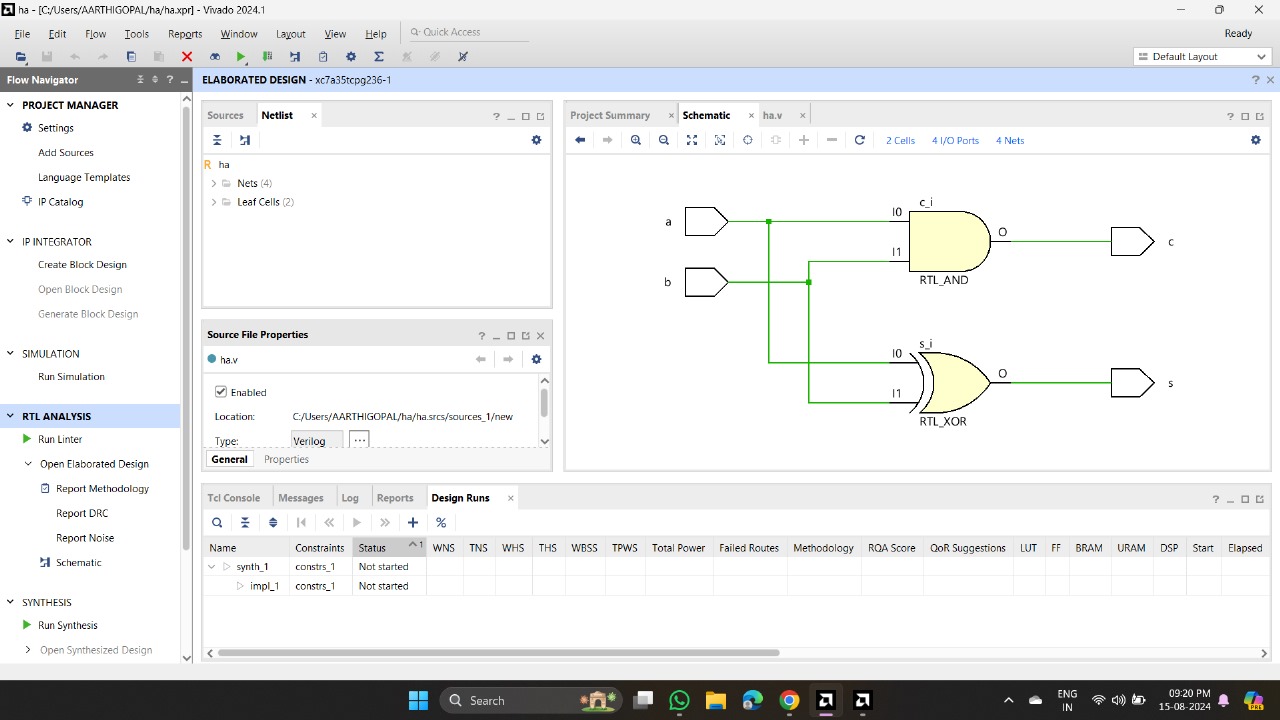 ha - [C:/Users/AARTHIGOPAL/ha/ha.xpr] - Vivado 2024.1
File Edit Flow Tools Reports Window Layout View Help Quick Access Ready
Default Layout
Flow Navigator
ELABORATED DESIGN - xc7a35tcpg236-1
PROJECT MANAGER
Settings
Add Sources
Language Templates
IP Catalog
IP INTEGRATOR
Create Block Design
Open Block Design
Generate Block Design
SIMULATION
Run Simulation
RTL ANALYSIS
Run Linter
Open Elaborated Design
Report Methodology
Report DRC
Report Noise
Schematic
SYNTHESIS
Run Synthesis
Open Synthesized Design
Sources Netlist
R ha
Nets (4)
Leaf Cells (2)
Source File Properties
ha.v
Enabled
Location: C:/Users/AARTHIGOPAL/ha/ha.srcs/sources_1/new
Type: Verilog
General Properties
Project Summary Schematic ha.v
2 Cells 4 I/O Ports 4 Nets
c_i
a I0 O c
b I1
RTL_AND
s_i
I0 O s
I1
RTL_XOR
Tcl Console Messages Log Reports Design Runs
Name Constraints Status 1 WNS TNS WHS THS WBSS TPWS Total Power Failed Routes Methodology RQA Score QoR Suggestions LUT FF BRAM URAM DSP Start Elapsed
synth_1 constrs_1 Not started
impl_1 constrs_1 Not started
Search
ENG
IN
09:20 PM
15-08-2024
PRE